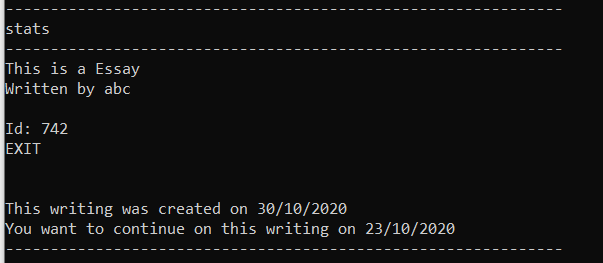 --------------------------------------------------------------
stats
--------------------------------------------------------------
This is a Essay
Written by abc
Id: 742
EXIT
This writing was created on 30/10/2020
You want to continue on this writing on 23/10/2020
--------------------------------------------------------------